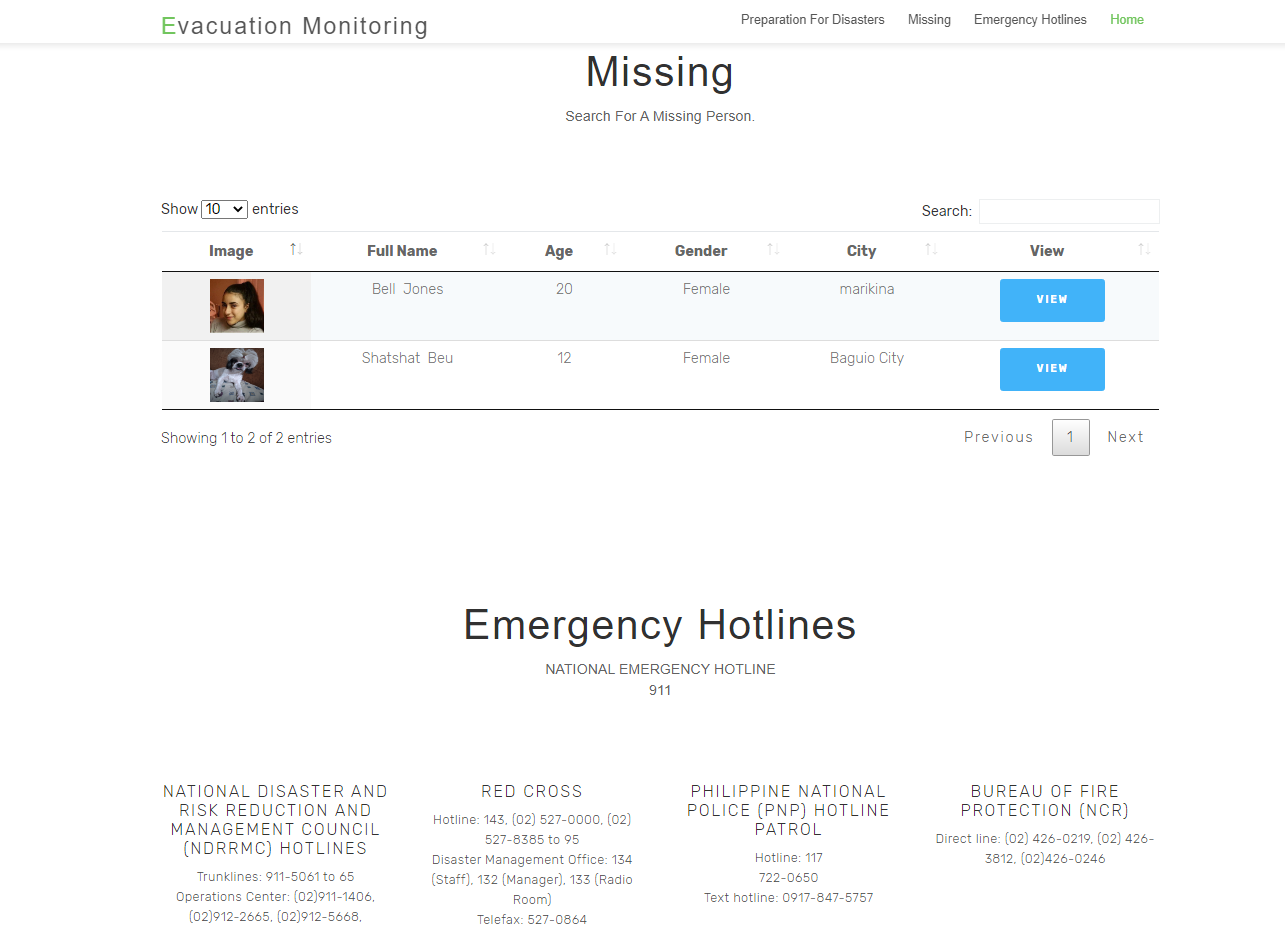 Evacuation Monitoring
Preparation For Disasters Missing Emergency Hotlines Home
Missing
Search For A Missing Person.
Show 10 entries
Search:
Image Full Name Age Gender City View
Bell Jones 20 Female marikina VIEW
Shatshat Beu 12 Female Baguio City VIEW
Showing 1 to 2 of 2 entries
Previous 1 Next
Emergency Hotlines
NATIONAL EMERGENCY HOTLINE
911
NATIONAL DISASTER AND
RISK REDUCTION AND
MANAGEMENT COUNCIL
(NDRRMC) HOTLINES
Trunklines: 911-5061 to 65
Operations Center: (02)911-1406,
(02)912-2665, (02)912-5668,
RED CROSS
Hotline: 143, (02) 527-0000, (02)
527-8385 to 95
Disaster Management Office: 134
(Staff), 132 (Manager), 133 (Radio
Room)
Telefax: 527-0864
PHILIPPINE NATIONAL
POLICE (PNP) HOTLINE
PATROL
Hotline: 117
722-0650
Text hotline: 0917-847-5757
BUREAU OF FIRE
PROTECTION (NCR)
Direct line: (02) 426-0219, (02) 426-
3812, (02)426-0246